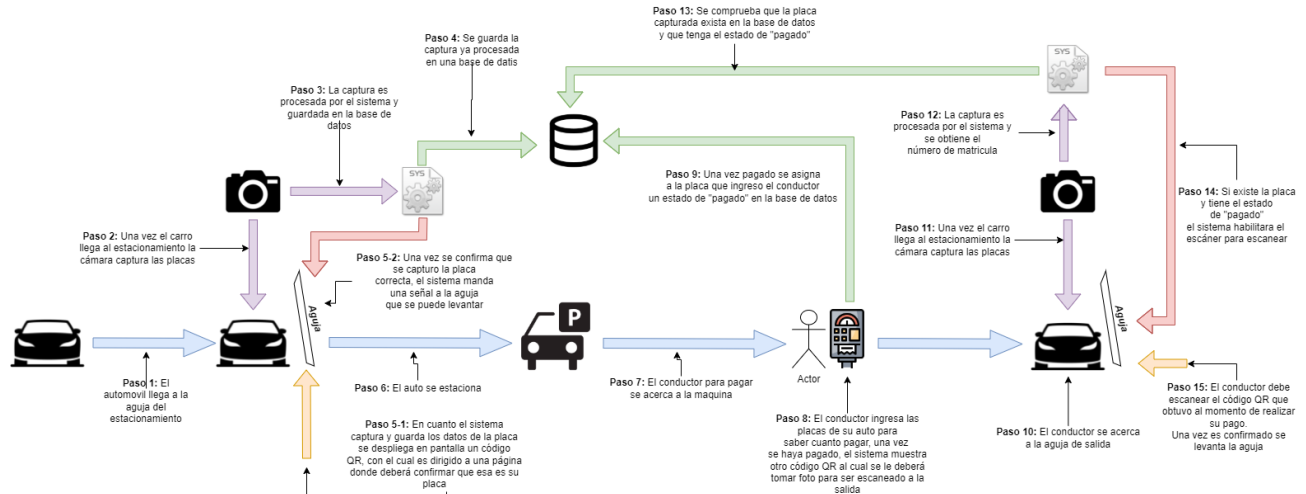 Paso 13: Se comprueba que la placa
capturada exista en la base de datos
y que tenga el estado de "pagado"
Paso 4: Se guarda la
captura ya procesada
en una base de datis
SYS
Paso 3: La captura es
procesada por el sistema y
guardada en la base de
datos
Paso 12: La captura es
procesada por el sistema y
se obtiene el
número de matricula
SYS
Paso 9: Una vez pagado se asigna
a la placa que ingreso el conductor
un estado de "pagado" en la base de datos
Paso 14: Si existe la placa
y tiene el estado
de "pagado"
el sistema habilitara el
escáner para escanear
Paso 2: Una vez el carro
llega al estacionamiento la
cámara captura las placas
Paso 11: Una vez el carro
llega al estacionamiento la
cámara captura las placas
Paso 5-2: Una vez se confirma que
se capturo la placa
correcta, el sistema manda
una señal a la aguja
que se puede levantar
Aguja
P
Aguja
Actor
Paso 1: El
automovil llega a la
aguja del
estacionamiento
Paso 6: El auto se estaciona
Paso 7: El conductor para pagar
se acerca a la maquina
Paso 5-1: En cuanto el sistema
captura y guarda los datos de la placa
se despliega en pantalla un código
QR, con el cual es dirigido a una página
donde deberá confirmar que esa es su
placa
Paso 8: El conductor ingresa las
placas de su auto para
saber cuanto pagar, una vez
se haya pagado, el sistema muestra
otro código QR al cual se le deberá
tomar foto para ser escaneado a la
salida
Paso 10: El conductor se acerca
a la aguja de salida
Paso 15: El conductor debe
escanear el código QR que
obtuvo al momento de realizar
su pago.
Una vez es confirmado se
levanta la aguja